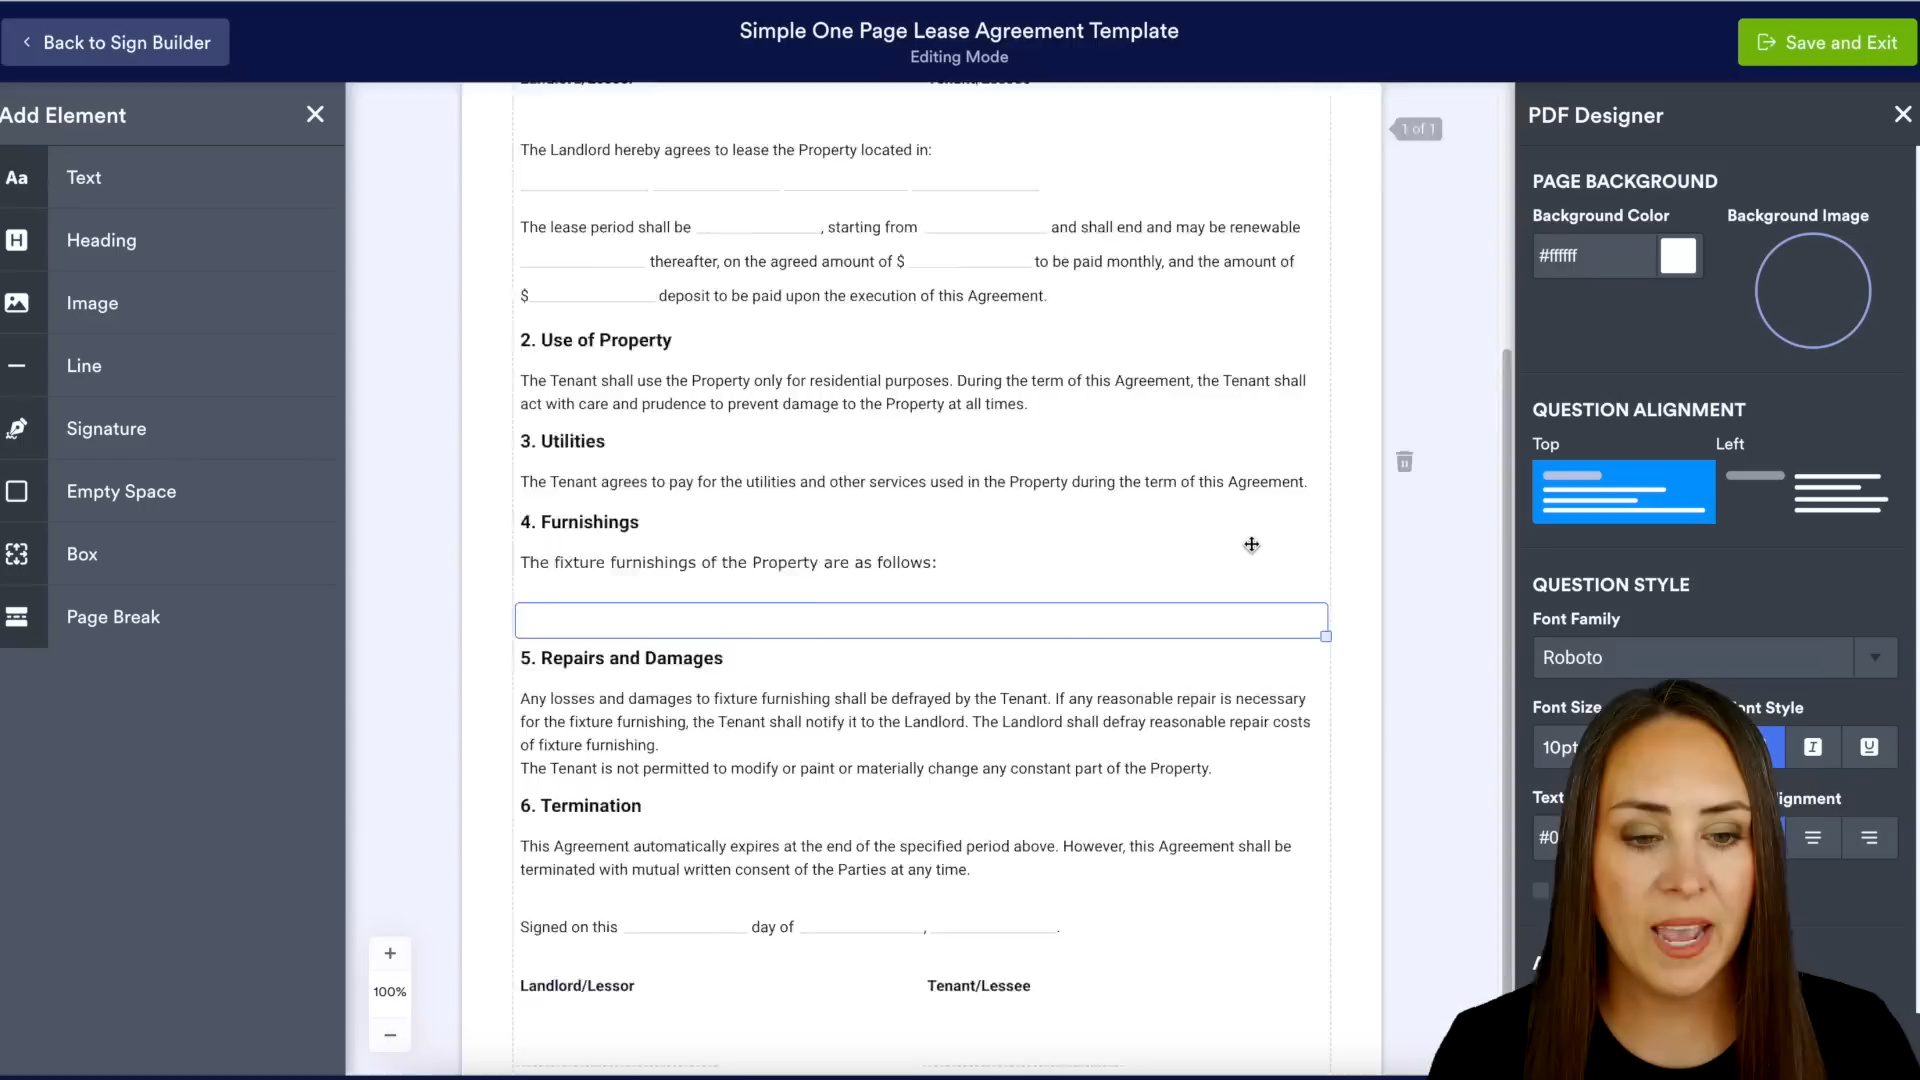 Back to Sign Builder
Simple One Page Lease Agreement Template
Editing Mode
Save and Exit
Add Element
Aa Text
H Heading
Image
Line
Signature
Empty Space
Box
Page Break
Landlord/Lessor Tenant/Lessee
1 of 1
The Landlord hereby agrees to lease the Property located in:
The lease period shall be , starting from and shall end and may be renewable
thereafter, on the agreed amount of $ to be paid monthly, and the amount of
$ deposit to be paid upon the execution of this Agreement.
2. Use of Property
The Tenant shall use the Property only for residential purposes. During the term of this Agreement, the Tenant shall
act with care and prudence to prevent damage to the Property at all times.
3. Utilities
The Tenant agrees to pay for the utilities and other services used in the Property during the term of this Agreement.
4. Furnishings
The fixture furnishings of the Property are as follows:
5. Repairs and Damages
Any losses and damages to fixture furnishing shall be defrayed by the Tenant. If any reasonable repair is necessary
for the fixture furnishing, the Tenant shall notify it to the Landlord. The Landlord shall defray reasonable repair costs
of fixture furnishing.
The Tenant is not permitted to modify or paint or materially change any constant part of the Property.
6. Termination
This Agreement automatically expires at the end of the specified period above. However, this Agreement shall be
terminated with mutual written consent of the Parties at any time.
Signed on this day of , .
Landlord/Lessor Tenant/Lessee
+
100%
−
PDF Designer
PAGE BACKGROUND
Background Color Background Image
#ffffff
QUESTION ALIGNMENT
Top Left
QUESTION STYLE
Font Family
Roboto
Font Size ont Style
10pt I U
Text ignment
#0